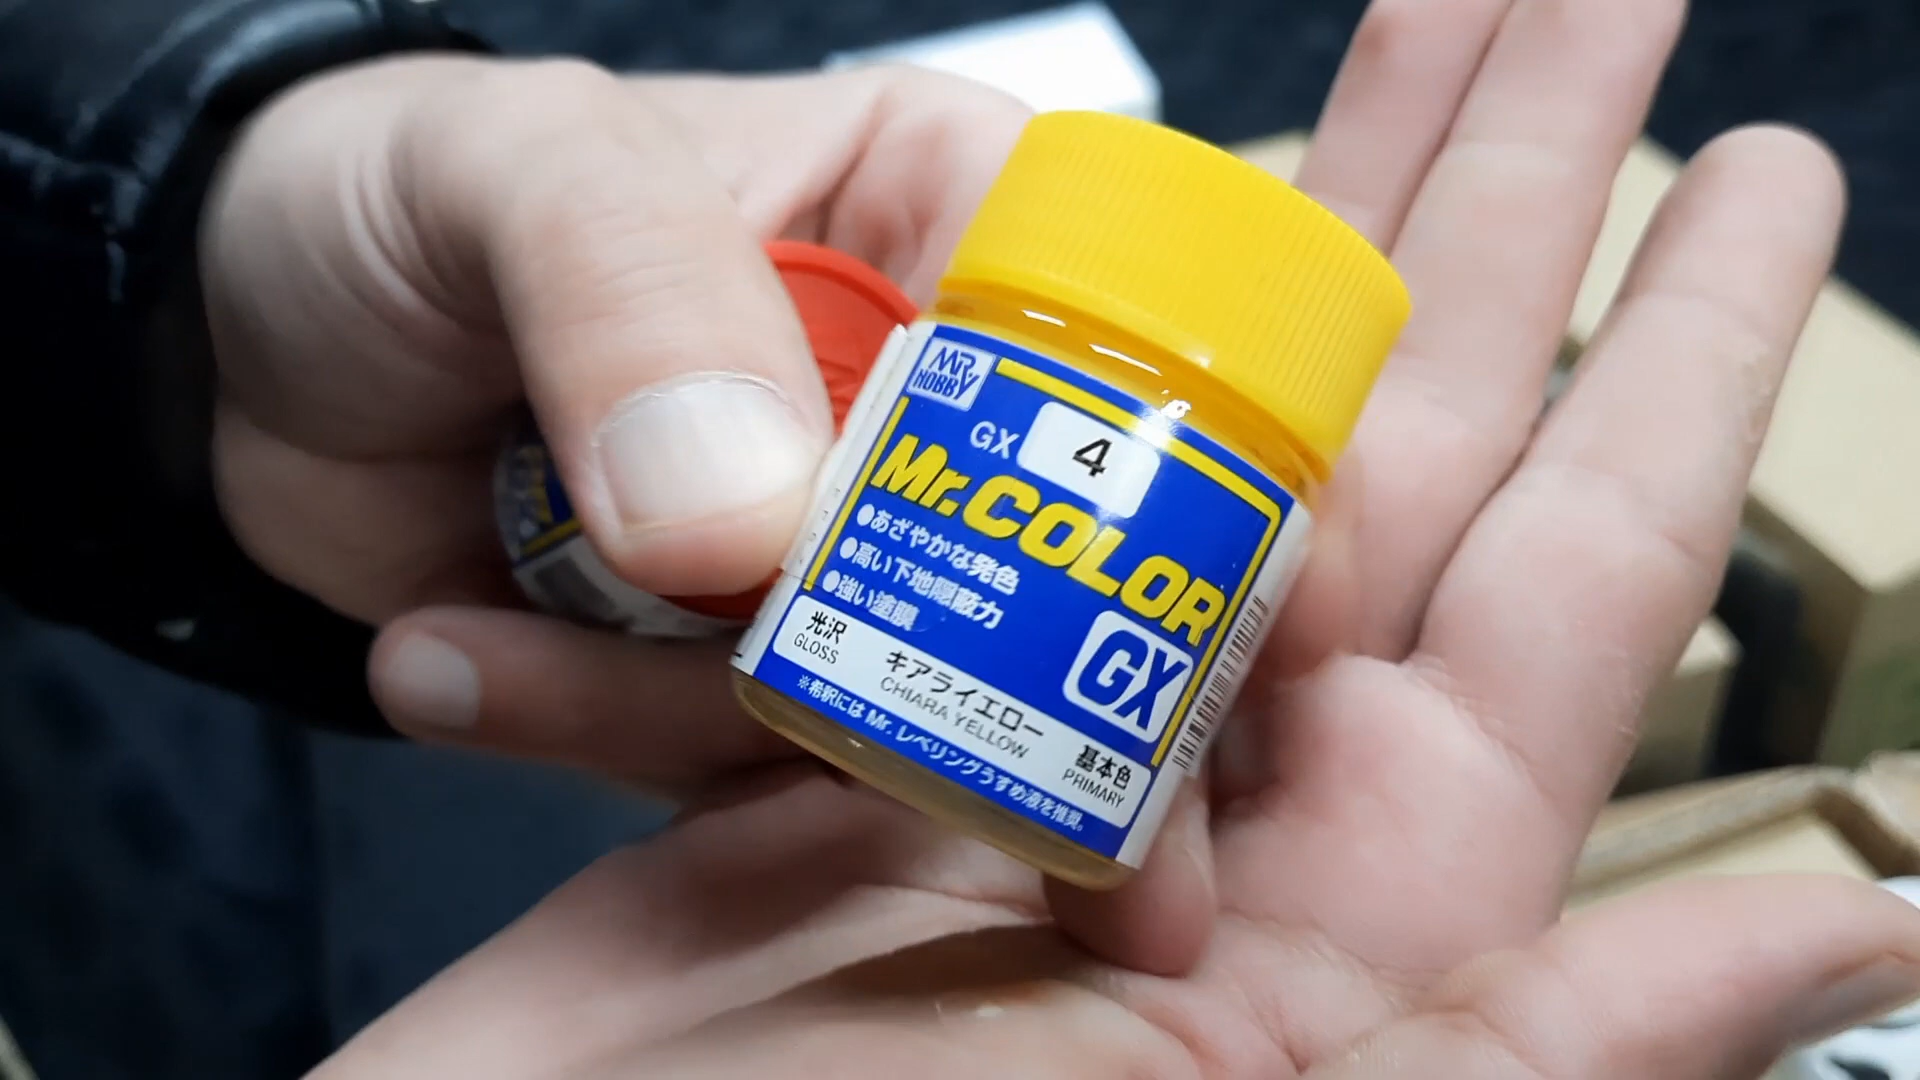 MR.
HOBBY
GX 4
Mr.COLOR
●あざやかな発色
●高い下地隠蔽力
●強い塗膜
GX
光沢
GLOSS
キアライエロー
CHIARA YELLOW
基本色
PRIMARY
※希釈には Mr. レベリングうすめ液を推奨。